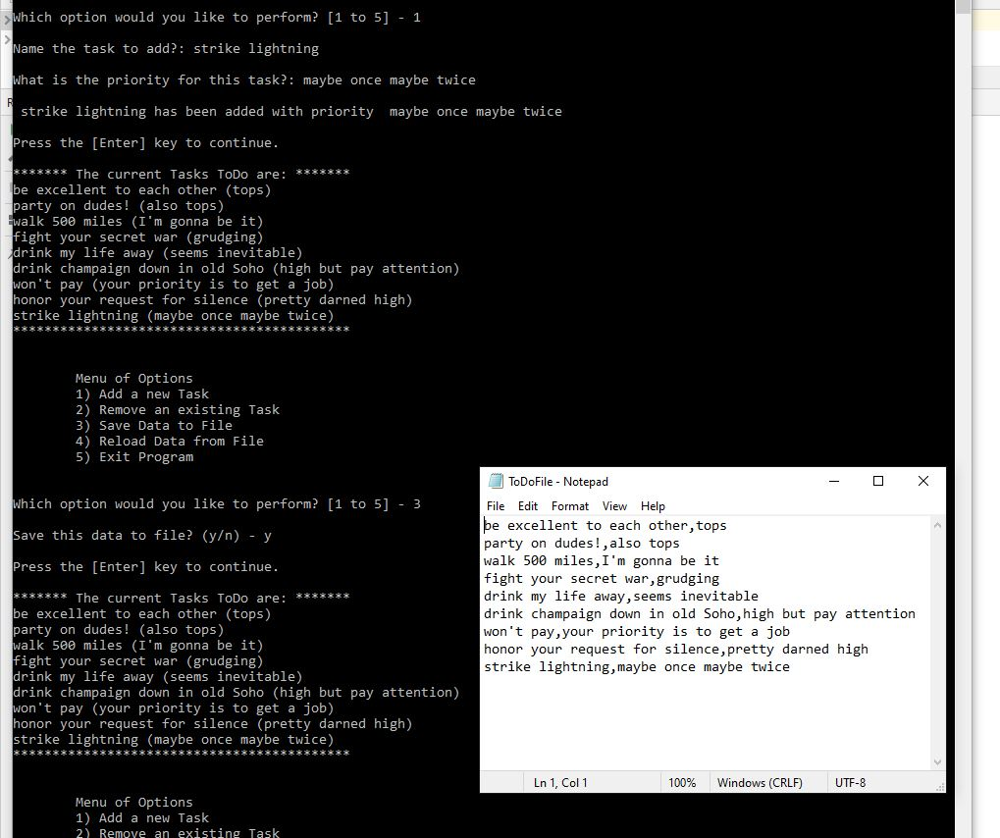 Which option would you like to perform? [1 to 5] - 1
Name the task to add?: strike lightning
What is the priority for this task?: maybe once maybe twice
strike lightning has been added with priority  maybe once maybe twice
Press the [Enter] key to continue.
******* The current Tasks ToDo are: *******
be excellent to each other (tops)
party on dudes! (also tops)
walk 500 miles (I'm gonna be it)
fight your secret war (grudging)
drink my life away (seems inevitable)
drink champaign down in old Soho (high but pay attention)
won't pay (your priority is to get a job)
honor your request for silence (pretty darned high)
strike lightning (maybe once maybe twice)
*******************************************
Menu of Options
1) Add a new Task
2) Remove an existing Task
3) Save Data to File
4) Reload Data from File
5) Exit Program
Which option would you like to perform? [1 to 5] - 3
Save this data to file? (y/n) - y
Press the [Enter] key to continue.
******* The current Tasks ToDo are: *******
be excellent to each other (tops)
party on dudes! (also tops)
walk 500 miles (I'm gonna be it)
fight your secret war (grudging)
drink my life away (seems inevitable)
drink champaign down in old Soho (high but pay attention)
won't pay (your priority is to get a job)
honor your request for silence (pretty darned high)
strike lightning (maybe once maybe twice)
*******************************************
Menu of Options
1) Add a new Task
2) Remove an existing Task
ToDoFile - Notepad
File Edit Format View Help
be excellent to each other,tops
party on dudes!,also tops
walk 500 miles,I'm gonna be it
fight your secret war,grudging
drink my life away,seems inevitable
drink champaign down in old Soho,high but pay attention
won't pay,your priority is to get a job
honor your request for silence,pretty darned high
strike lightning,maybe once maybe twice
Ln 1, Col 1 100% Windows (CRLF) UTF-8